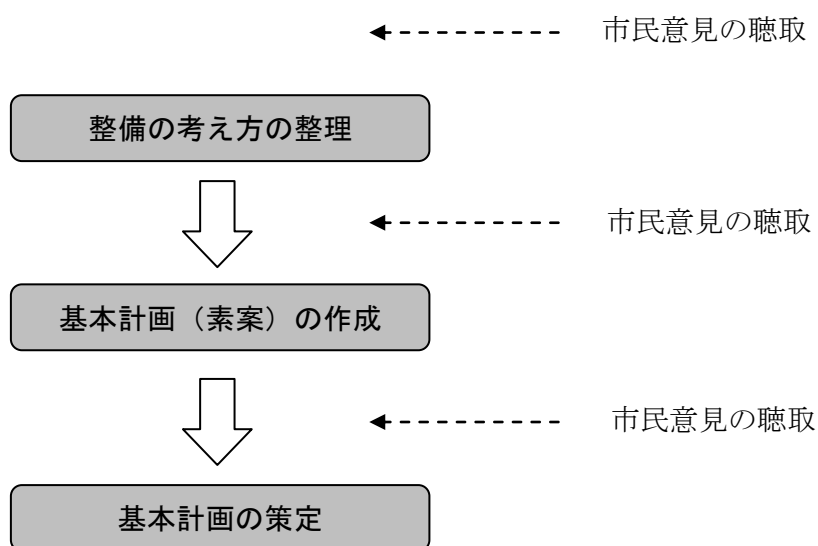 市民意見の聴取
整備の考え方の整理
市民意見の聴取
基本計画（素案）の作成
市民意見の聴取
基本計画の策定